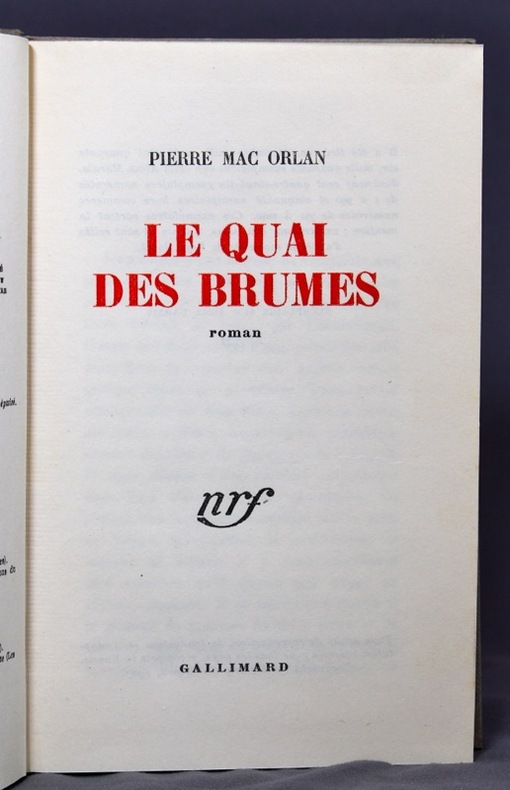 PIERRE MAC ORLAN
LE QUAI
DES BRUMES
roman
nrf
GALLIMARD